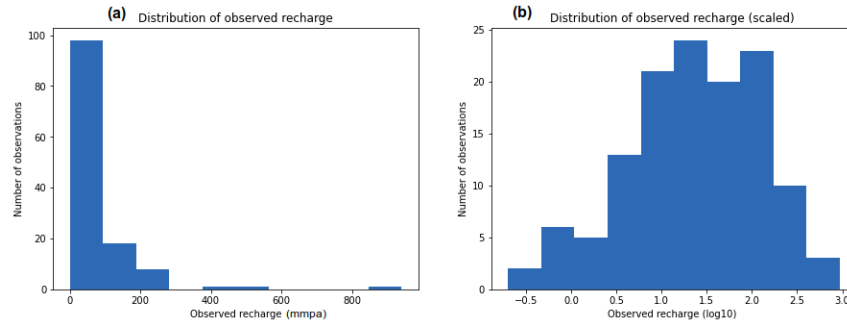 (a)
Distribution of observed recharge
Number of observations
100
80
60
40
20
0
0 200 400 600 800
Observed recharge (mmpa)
(b)
Distribution of observed recharge (scaled)
Number of observations
25
20
15
10
5
0
−0.5 0.0 0.5 1.0 1.5 2.0 2.5 3.0
Observed recharge (log10)